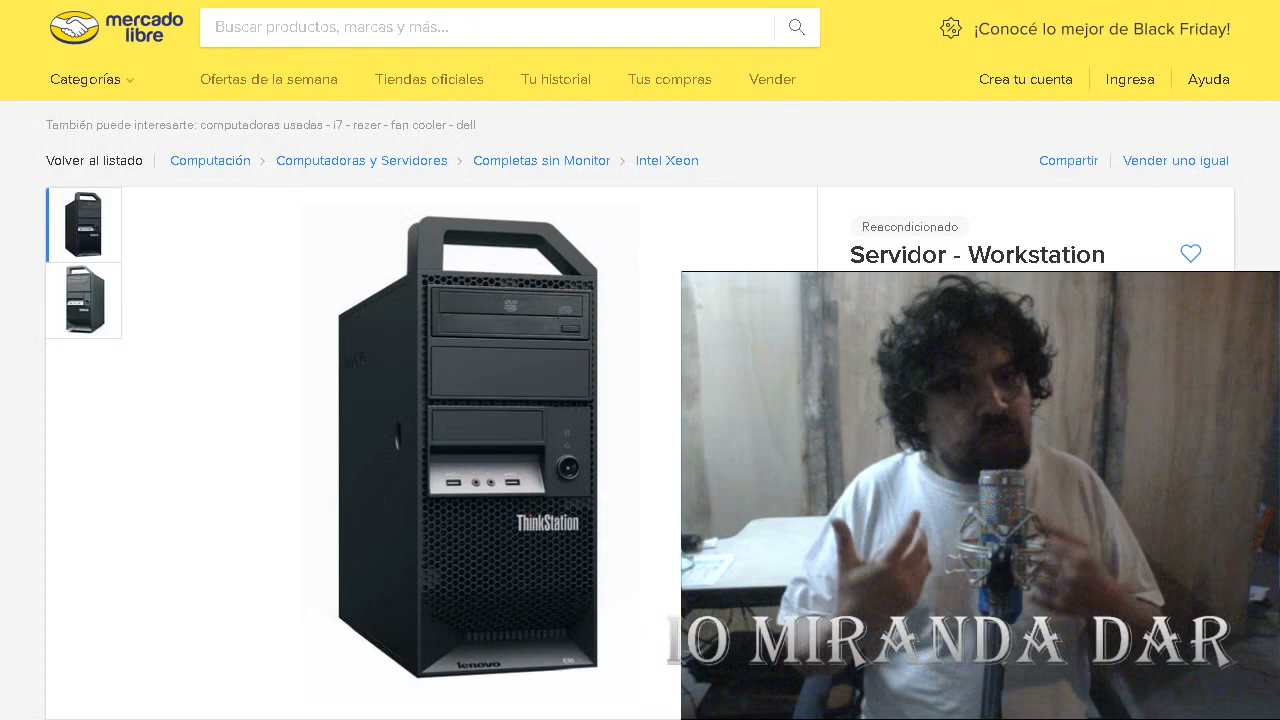 mercado
libre
Buscar productos, marcas y más...
¡Conocé lo mejor de Black Friday!
Categorías
Ofertas de la semana
Tiendas oficiales
Tu historial
Tus compras
Vender
Crea tu cuenta
Ingresa
Ayuda
También puede interesarte: computadoras usadas - i7 - razer - fan cooler - dell
Volver al listado
Computación
Computadoras y Servidores
Completas sin Monitor
Intel Xeon
Compartir
Vender uno igual
Reacondicionado
Servidor - Workstation
ThinkStation
lenovo
IO MIRANDA DAR